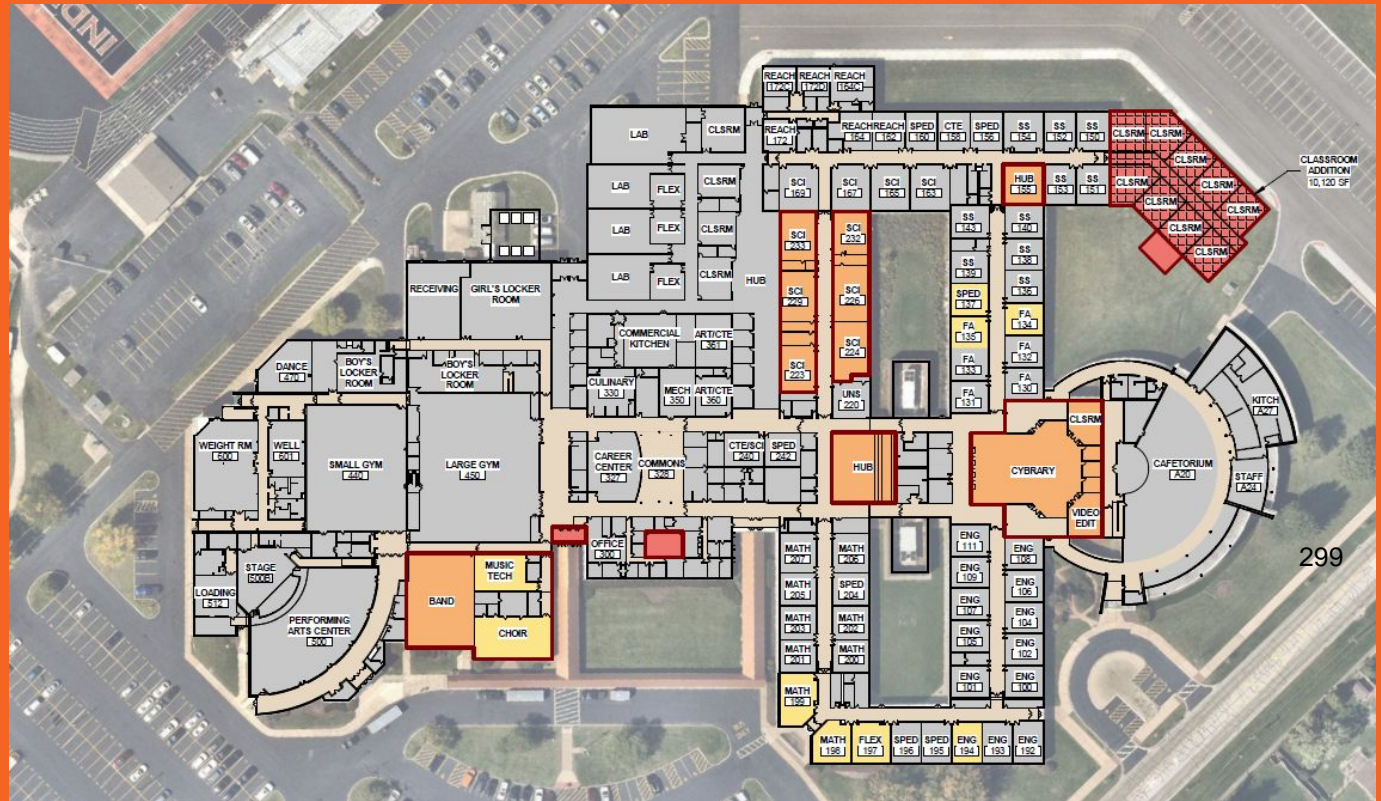 IND
REACH
172C
REACH
172D
REACH
164C
LAB
CLSRM
REACH
172
REACH
164
REACH
162
SPED
160
CTE
158
SPED
156
SS
154
SS
152
SS
150
CLSRM
CLSRM
CLSRM
CLSRM
CLSRM
CLSRM
CLSRM
CLSRM
CLSRM
CLASSROOM
ADDITION
10,120 SF
LAB
FLEX
CLSRM
SCI
169
SCI
167
SCI
165
SCI
163
HUB
155
SS
153
SS
151
LAB
FLEX
CLSRM
SCI
233
SCI
232
SS
143
SS
140
SS
139
SS
138
LAB
FLEX
CLSRM
HUB
SCI
229
SCI
226
SPED
137
SS
136
RECEIVING
GIRL'S LOCKER
ROOM
FA
135
FA
134
COMMERCIAL
KITCHEN
ART/CTE
361
SCI
223
SCI
224
FA
133
FA
132
DANCE
470
BOY'S
LOCKER
ROOM
BOY'S
LOCKER
ROOM
CULINARY
330
MECH
350
ART/CTE
360
UNS
220
FA
131
FA
130
KITCH
A27
WEIGHT RM
600
WELL
601
SMALL GYM
440
LARGE GYM
450
CAREER
CENTER
327
COMMONS
328
CTE/SCI
240
SPED
242
HUB
CYBRARY
CLSRM
VIDEO
EDIT
CAFETORIUM
A20
STAFF
A24
OFFICE
300
MATH
207
MATH
206
ENG
111
ENG
108
299
STAGE
500B
LOADING
512
MUSIC
TECH
MATH
205
SPED
204
ENG
109
ENG
106
BAND
PERFORMING
ARTS CENTER
500
CHOIR
MATH
203
MATH
202
ENG
107
ENG
104
MATH
201
MATH
200
ENG
105
ENG
102
ENG
101
ENG
100
MATH
199
MATH
198
FLEX
197
SPED
196
SPED
195
ENG
194
ENG
193
ENG
192